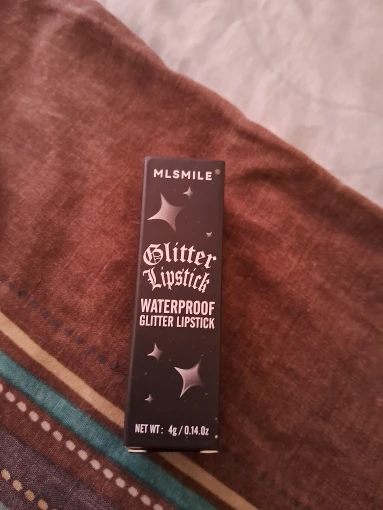 MLSMILE®
Glitter
Lipstick
WATERPROOF
GLITTER LIPSTICK
NET WT: 4g / 0.14.Oz